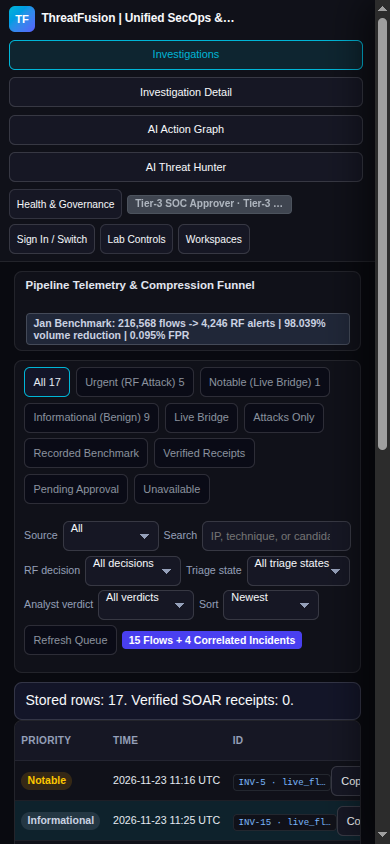 TF ThreatFusion | Unified SecOps &…
Investigations
Investigation Detail
AI Action Graph
AI Threat Hunter
Health & Governance Tier-3 SOC Approver · Tier-3 …
Sign In / Switch Lab Controls Workspaces
Pipeline Telemetry & Compression Funnel
Jan Benchmark: 216,568 flows -> 4,246 RF alerts | 98.039%
volume reduction | 0.095% FPR
All 17 Urgent (RF Attack) 5 Notable (Live Bridge) 1
Informational (Benign) 9 Live Bridge Attacks Only
Recorded Benchmark Verified Receipts
Pending Approval Unavailable
Source All Search IP, technique, or candida
RF decision All decisions Triage state All triage states
Analyst verdict All verdicts Sort Newest
Refresh Queue 15 Flows + 4 Correlated Incidents
Stored rows: 17. Verified SOAR receipts: 0.
PRIORITY TIME ID
Notable 2026-11-23 11:16 UTC INV-5 · live_fl… Cop
Informational 2026-11-23 11:25 UTC INV-15 · live_fl… Co